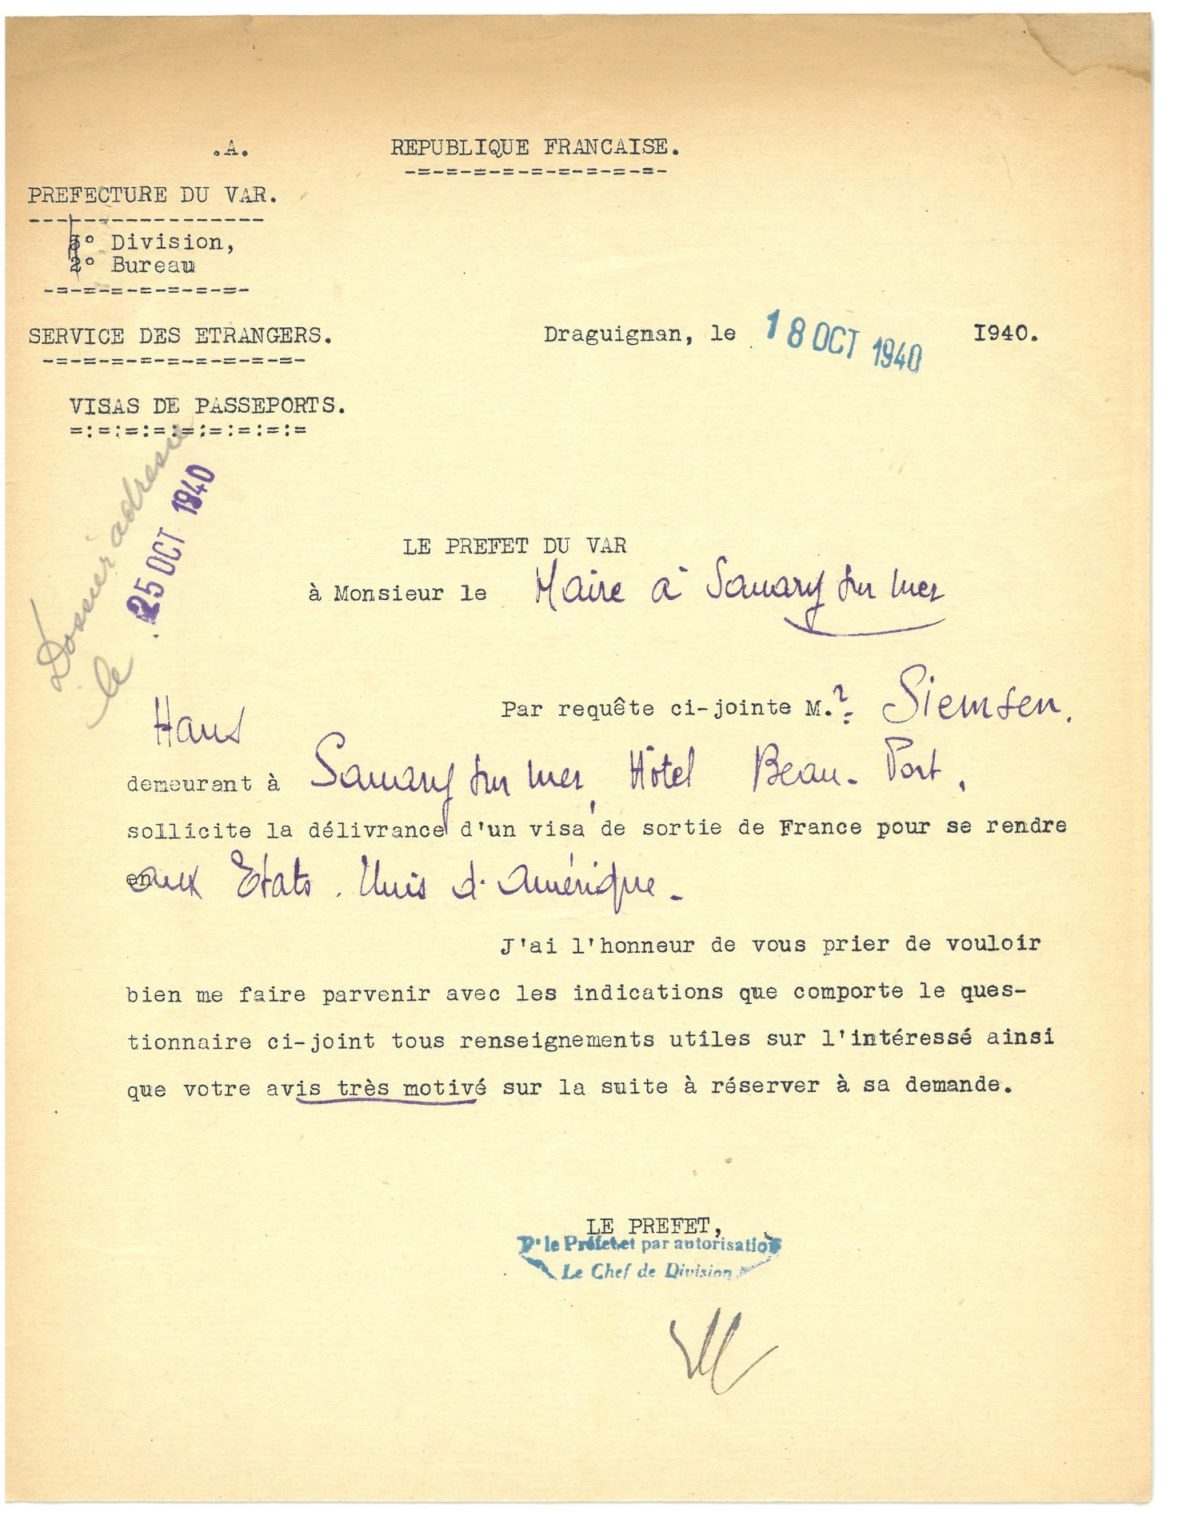 .A.
REPUBLIQUE FRANCAISE.
-=-=-=-=-=-=-=-=-=-
PREFECTURE DU VAR.
-----------------
° Division,
2° Bureau
-=-=-=-=-=-=-=-
SERVICE DES ETRANGERS.
-=-=-=-=-=-=-=-=-=-
Draguignan, le 18 OCT 1940 I940.
VISAS DE PASSEPORTS.
=:=:=:=:=:=:=:=:=
Dossier adressé
le 25 OCT 1940
LE PREFET DU VAR
à Monsieur le Maire à Sanary sur mer
Par requête ci-jointe M.r Siemsen.
Hans
demeurant à Sanary sur mer, Hôtel Beau-Port,
sollicite la délivrance d'un visa de sortie de France pour se rendre
aux Etats-Unis d'Amérique.-
J'ai l'honneur de vous prier de vouloir
bien me faire parvenir avec les indications que comporte le ques-
tionnaire ci-joint tous renseignements utiles sur l'intéressé ainsi
que votre avis très motivé sur la suite à réserver à sa demande.
LE PREFET,
P. le Préfet et par autorisation
Le Chef de Division